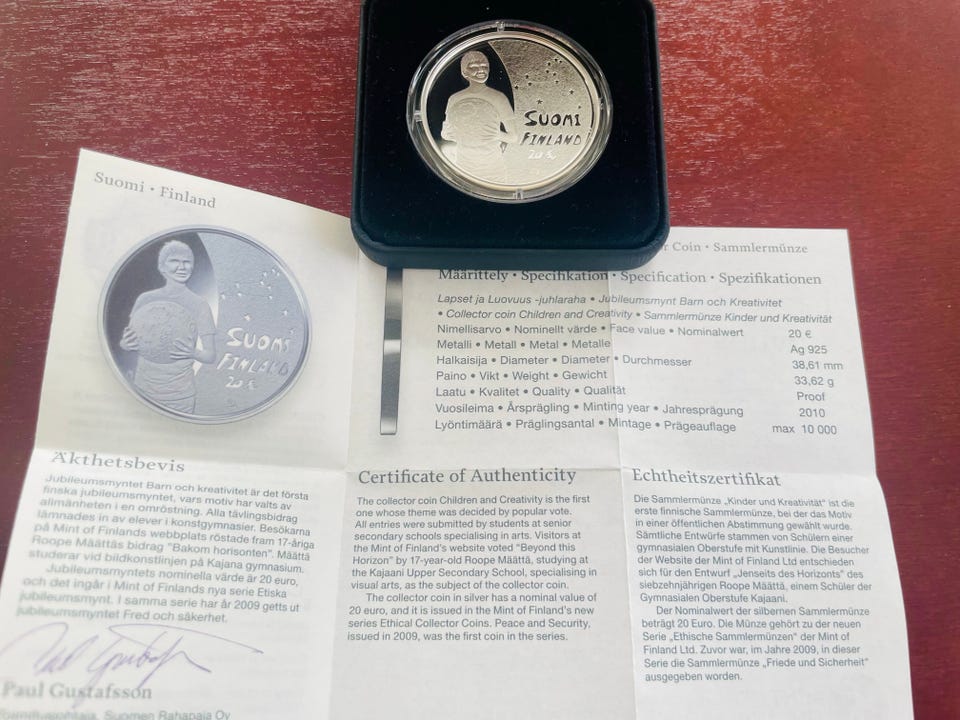 SUOMI
FINLAND
20 €
Suomi • Finland
SUOMI
FINLAND
20 €
Coin • Sammlermünze
Määrittely • Specifikation • Specification • Spezifikationen
Lapset ja Luovuus -juhlaraha • Jubileumsmynt Barn och Kreativitet
• Collector coin Children and Creativity • Sammlermünze Kinder und Kreativität
Nimellisarvo • Nominellt värde • Face value • Nominalwert 20 €
Metalli • Metall • Metal • Metalle Ag 925
Halkaisija • Diameter • Diameter • Durchmesser 38,61 mm
Paino • Vikt • Weight • Gewicht 33,62 g
Laatu • Kvalitet • Quality • Qualität Proof
Vuosileima • Årsprägling • Minting year • Jahresprägung 2010
Lyöntimäärä • Präglingsantal • Mintage • Prägeauflage max 10 000
Äkthetsbevis
Jubileumsmyntet Barn och kreativitet är det första
finska jubileumsmyntet, vars motiv har valts av
allmänheten i en omröstning. Alla tävlingsbidrag
lämnades in av elever i konstgymnasier. Besökarna
på Mint of Finlands webbplats röstade fram 17-åriga
Roope Määttäs bidrag "Bakom horisonten". Määttä
studerar vid bildkonstlinjen på Kajana gymnasium.
Jubileumsmyntets nominella värde är 20 euro,
och det ingår i Mint of Finlands nya serie Etiska
jubileumsmynt. I samma serie har år 2009 getts ut
jubileumsmyntet Fred och säkerhet.
Paul Gustafsson
Toimitusjohtaja, Suomen Rahapaja Oy
Certificate of Authenticity
The collector coin Children and Creativity is the first
one whose theme was decided by popular vote.
All entries were submitted by students at senior
secondary schools specialising in arts. Visitors at
the Mint of Finland's website voted "Beyond this
Horizon" by 17-year-old Roope Määttä, studying at
the Kajaani Upper Secondary School, specialising in
visual arts, as the subject of the collector coin.
The collector coin in silver has a nominal value of
20 euro, and it is issued in the Mint of Finland's new
series Ethical Collector Coins. Peace and Security,
issued in 2009, was the first coin in the series.
Echtheitszertifikat
Die Sammlermünze „Kinder und Kreativität" ist die
erste finnische Sammlermünze, bei der das Motiv
in einer öffentlichen Abstimmung gewählt wurde.
Sämtliche Entwürfe stammen von Schülern einer
gymnasialen Oberstufe mit Kunstlinie. Die Besucher
der Website der Mint of Finland Ltd entschieden
sich für den Entwurf „Jenseits des Horizonts" des
siebzehnjährigen Roope Määttä, einem Schüler der
Gymnasialen Oberstufe Kajaani.
Der Nominalwert der silbernen Sammlermünze
beträgt 20 Euro. Die Münze gehört zu der neuen
Serie „Ethische Sammlermünzen" der Mint of
Finland Ltd. Zuvor war, im Jahre 2009, in dieser
Serie die Sammlermünze „Friede und Sicherheit"
ausgegeben worden.